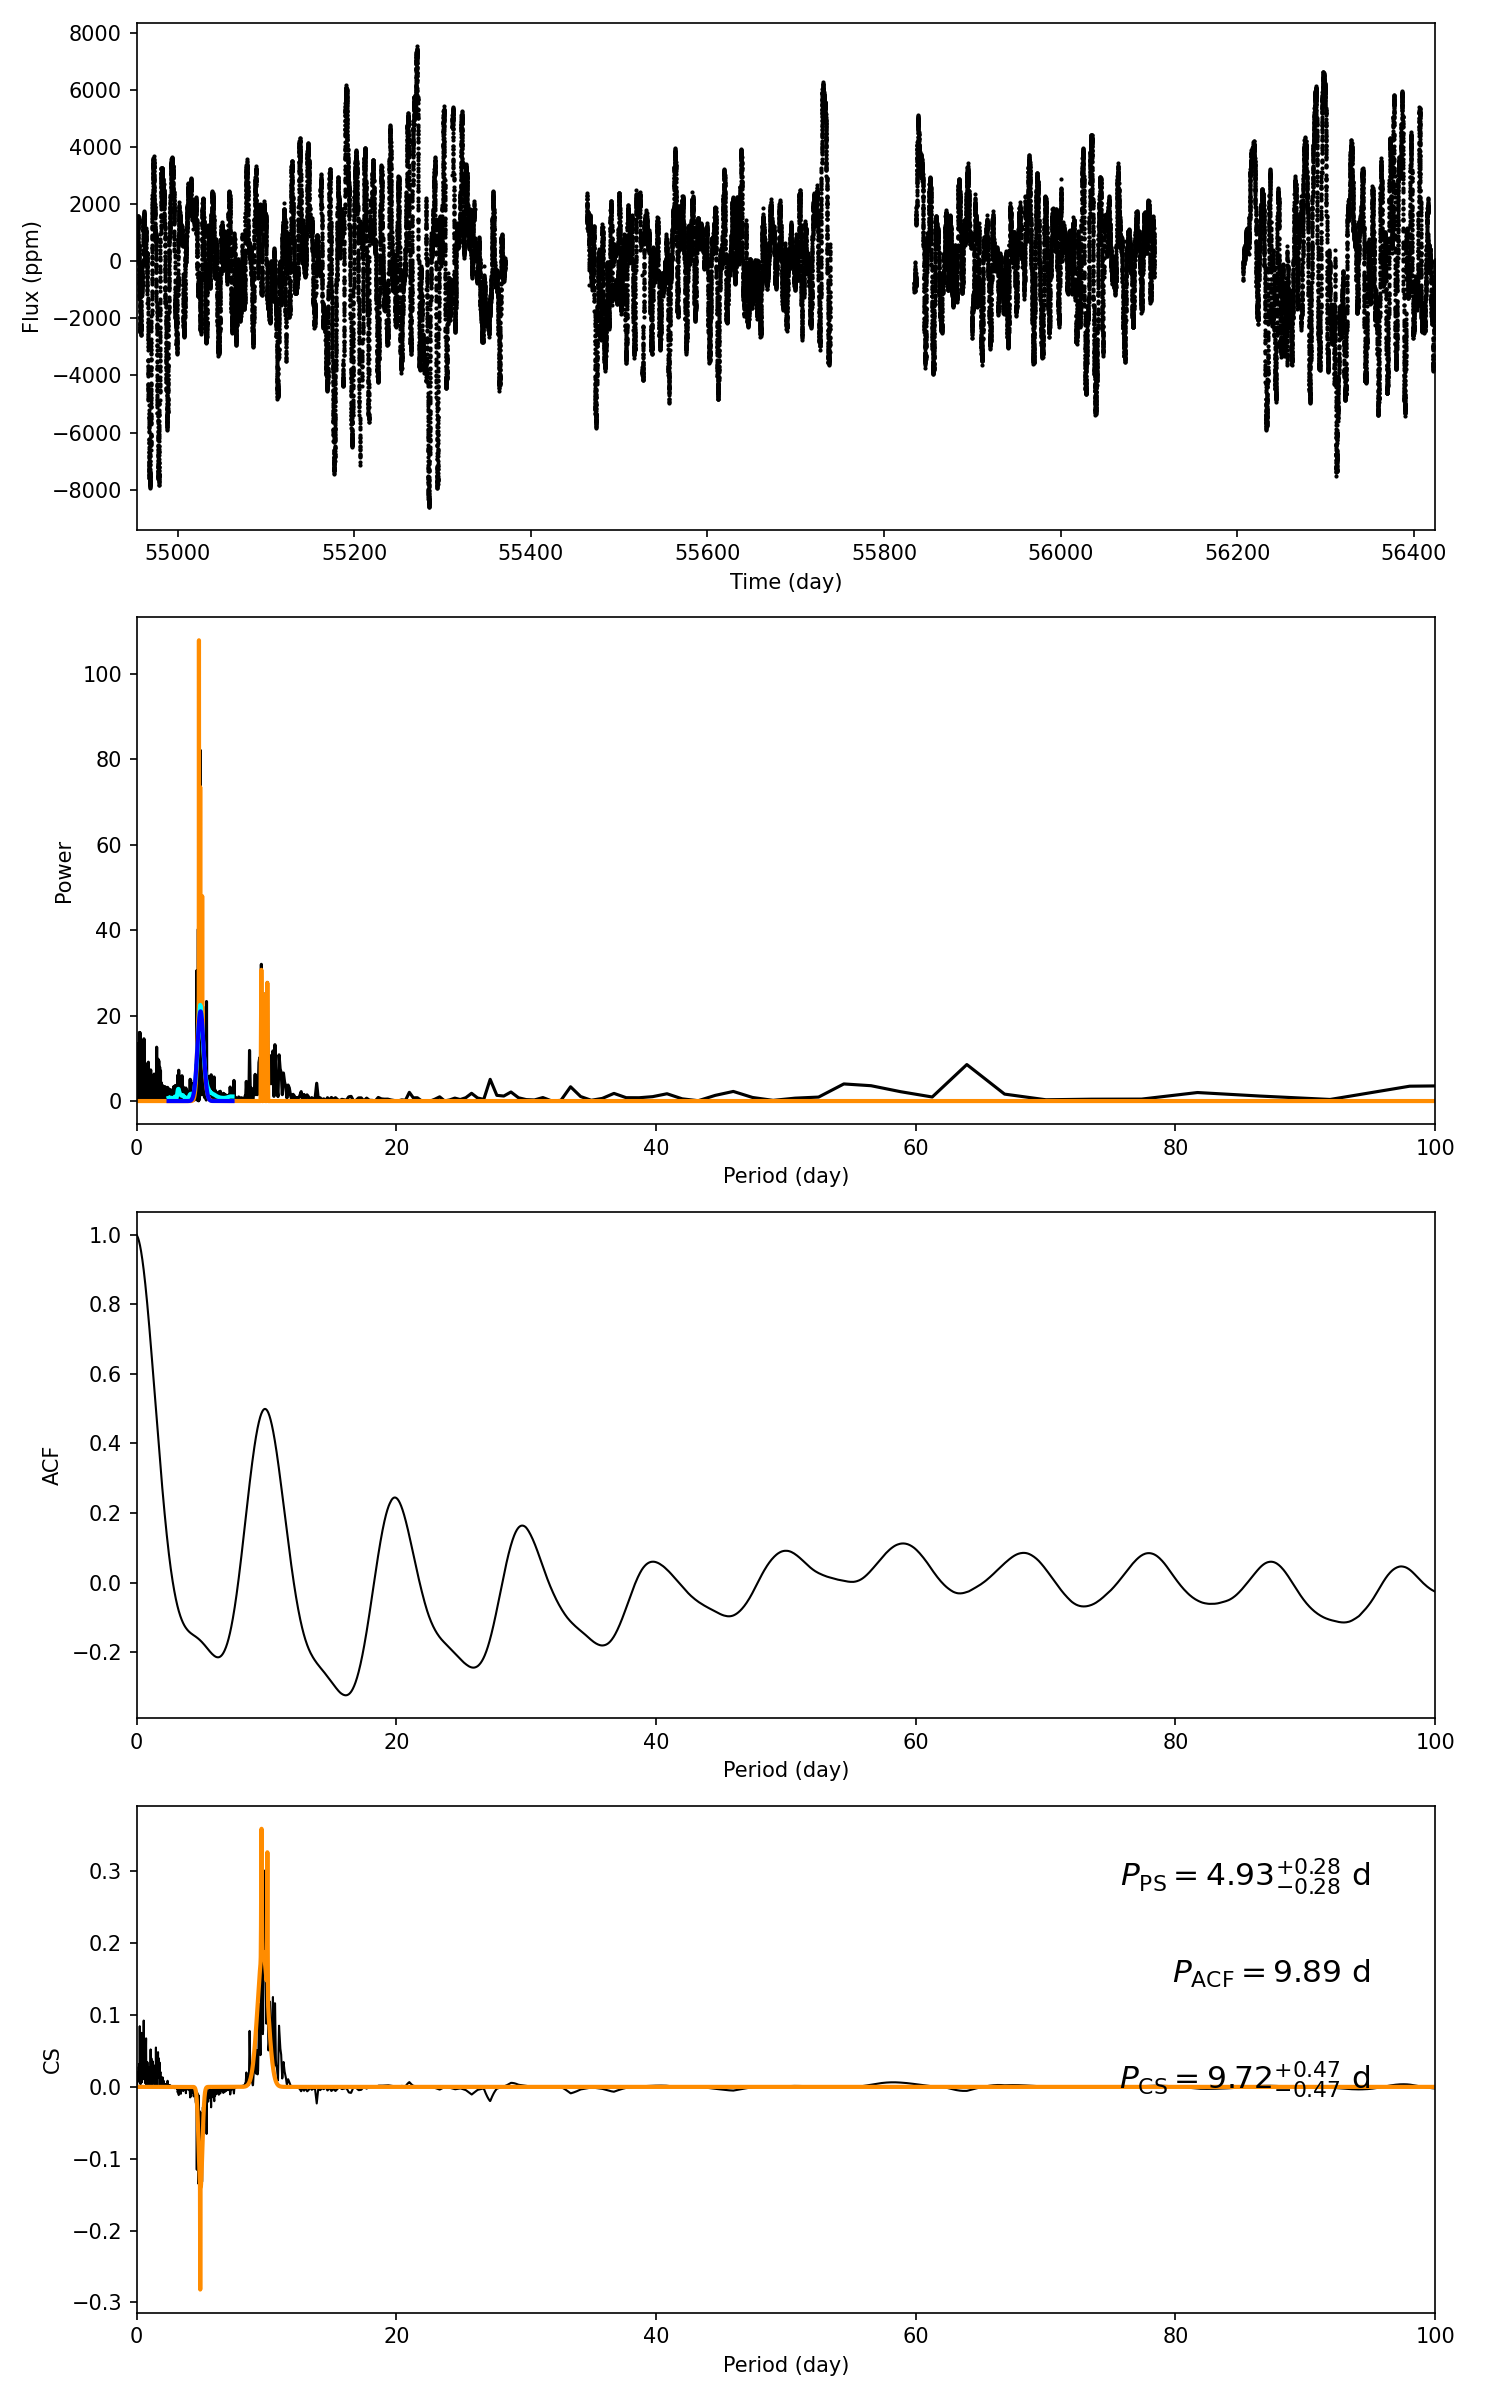 8000
6000
4000
2000
0
−2000
−4000
−6000
−8000
Flux (ppm)
55000 55200 55400 55600 55800 56000 56200 56400
Time (day)
100
80
60
40
20
0
Power
0 20 40 60 80 100
Period (day)
1.0
0.8
0.6
0.4
0.2
0.0
−0.2
ACF
0 20 40 60 80 100
Period (day)
0.3
0.2
0.1
0.0
−0.1
−0.2
−0.3
CS
P_PS = 4.93^{+0.28}_{−0.28} d
P_ACF = 9.89 d
P_CS = 9.72^{+0.47}_{−0.47} d
0 20 40 60 80 100
Period (day)